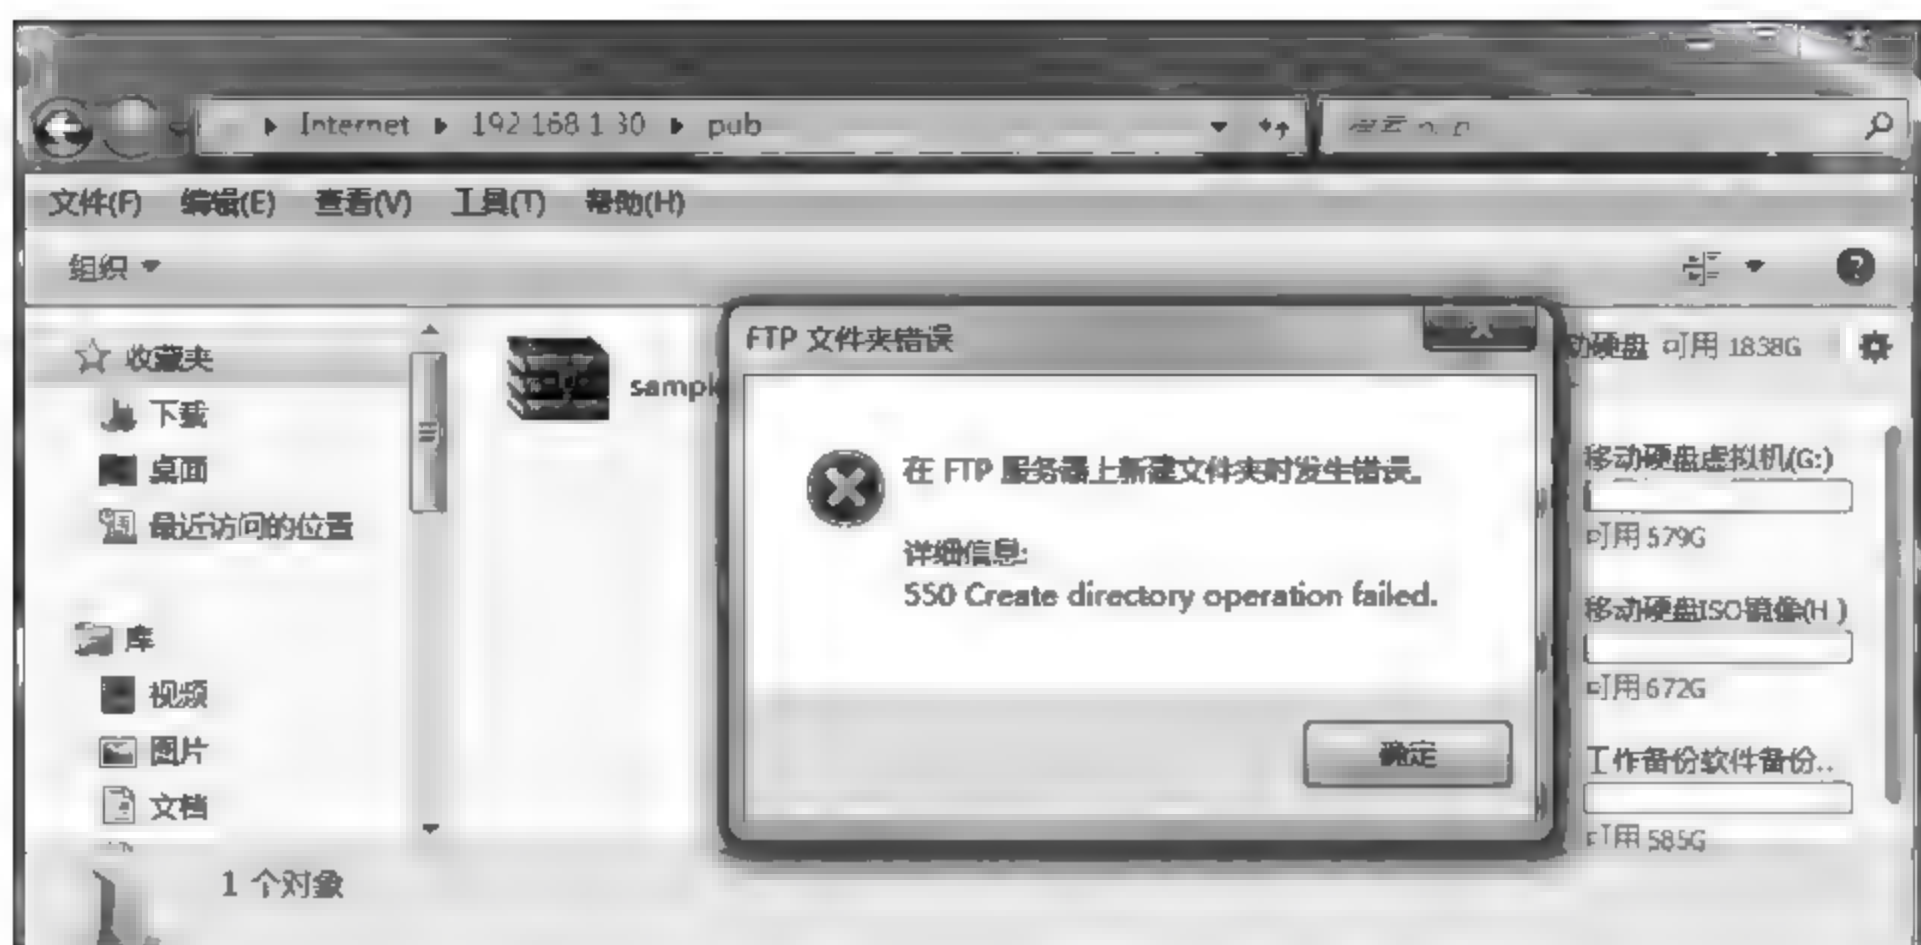 Internet ▸ 192 168 1 30 ▸ pub
文件(F) 编辑(E) 查看(V) 工具(T) 帮助(H)
组织
收藏夹
下载
桌面
最近访问的位置
库
视频
图片
文档
sampl
FTP 文件夹错误
在 FTP 服务器上新建文件夹时发生错误。
详细信息:
550 Create directory operation failed.
确定
动硬盘 可用 1838G
移动硬盘虚拟机(G:)
可用 579G
移动硬盘ISO镜像(H )
可用 672G
工作备份软件备份..
可用 585G
1 个对象